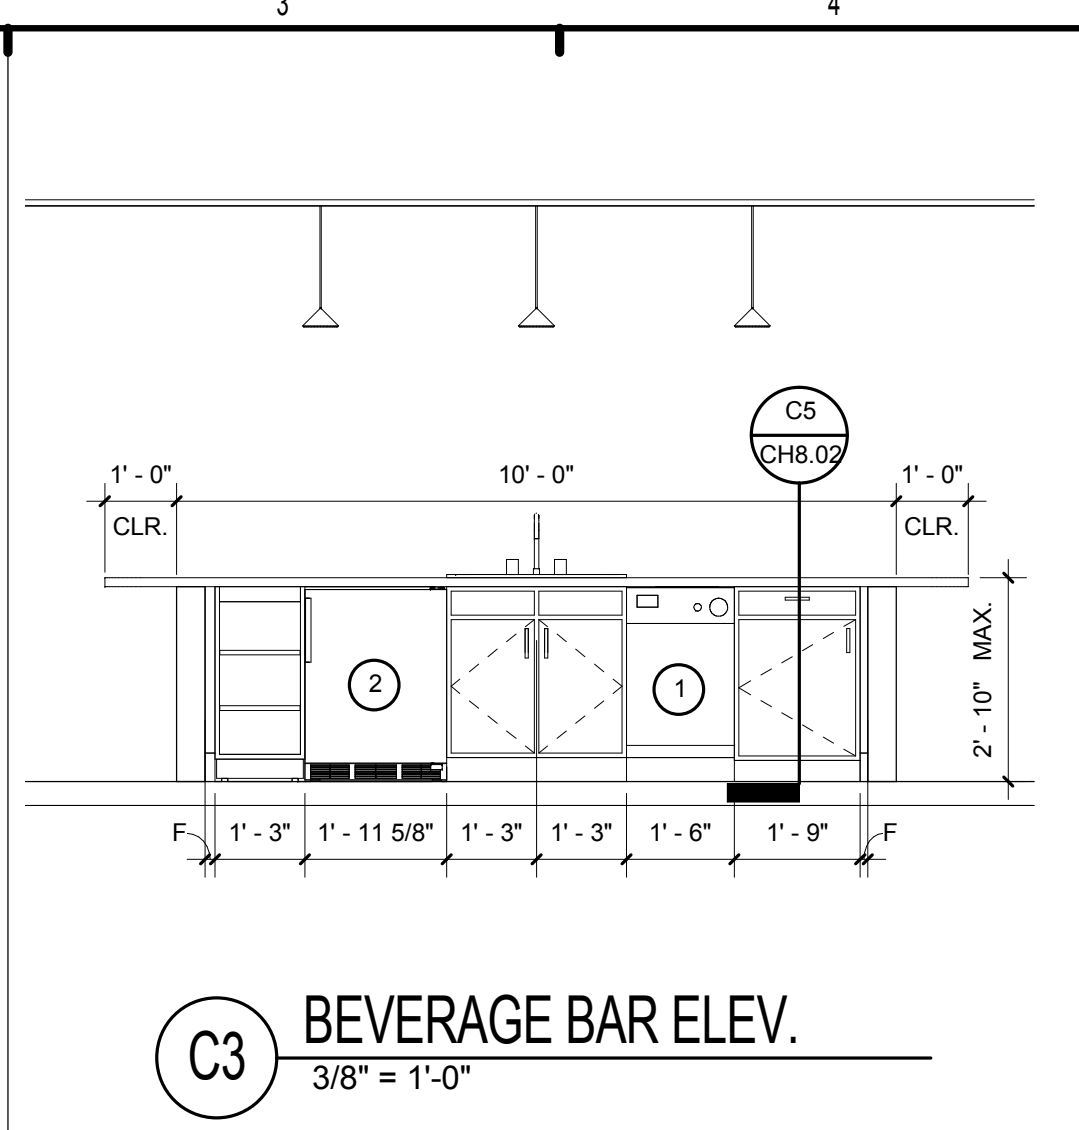 3 4
C5
CH8.02
1' - 0" 10' - 0" 1' - 0"
CLR. CLR.
2' - 10" MAX.
2 1
F 1' - 3" 1' - 11 5/8" 1' - 3" 1' - 3" 1' - 6" 1' - 9" F
C3 BEVERAGE BAR ELEV.
3/8" = 1'-0"